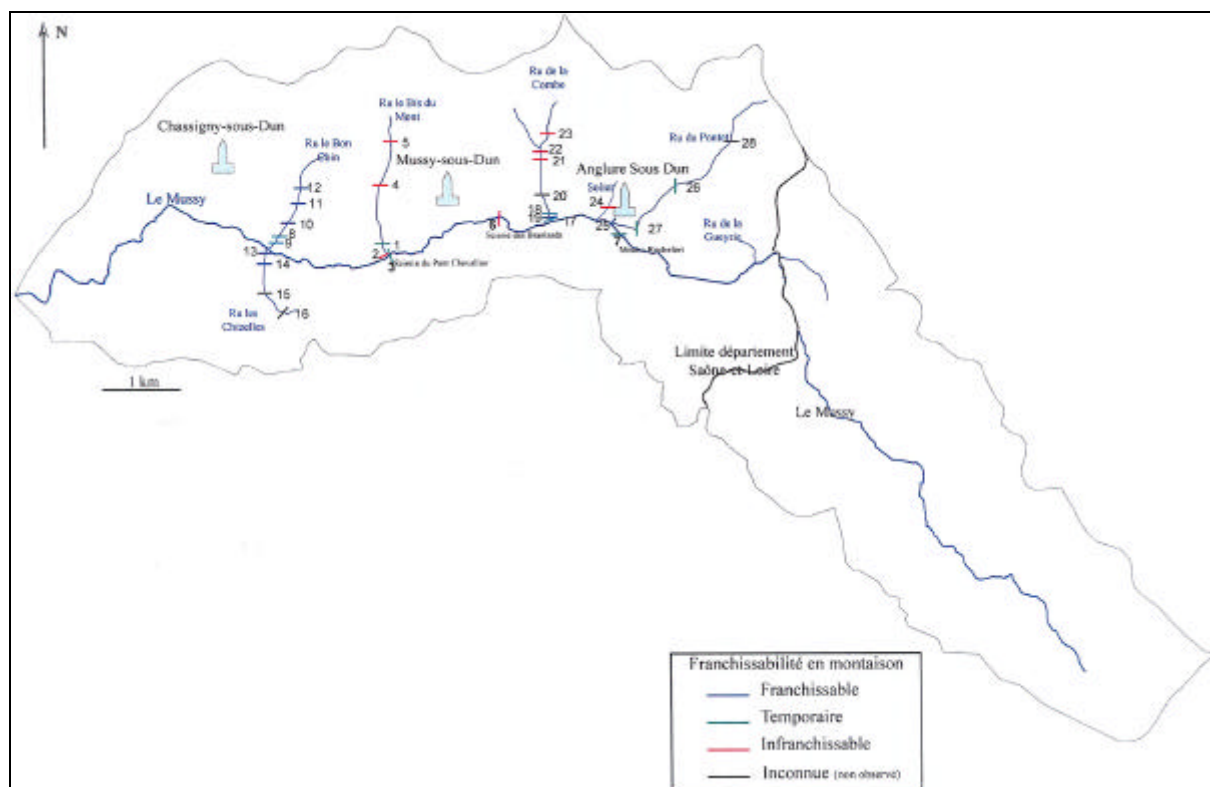 N
Ru de la
Combe
Ru le Bis du
Mont
Chassigny-sous-Dun
Ru le Bon
Mussy-sous-Dun
Anglure Sous Dun
Ru du Pontet
Le Mussy
Ru de la
Ru les
Chizelles
1
2
3
4
5
6
7
8
9
10
11
12
13
14
15
16
17
18
19
20
21
22
23
24
25
26
27
28
1 km
Limite département
Saône-et-Loire
Le Mussy
Franchissabilité en montaison
Franchissable
Temporaire
Infranchissable
Inconnue (non observé)